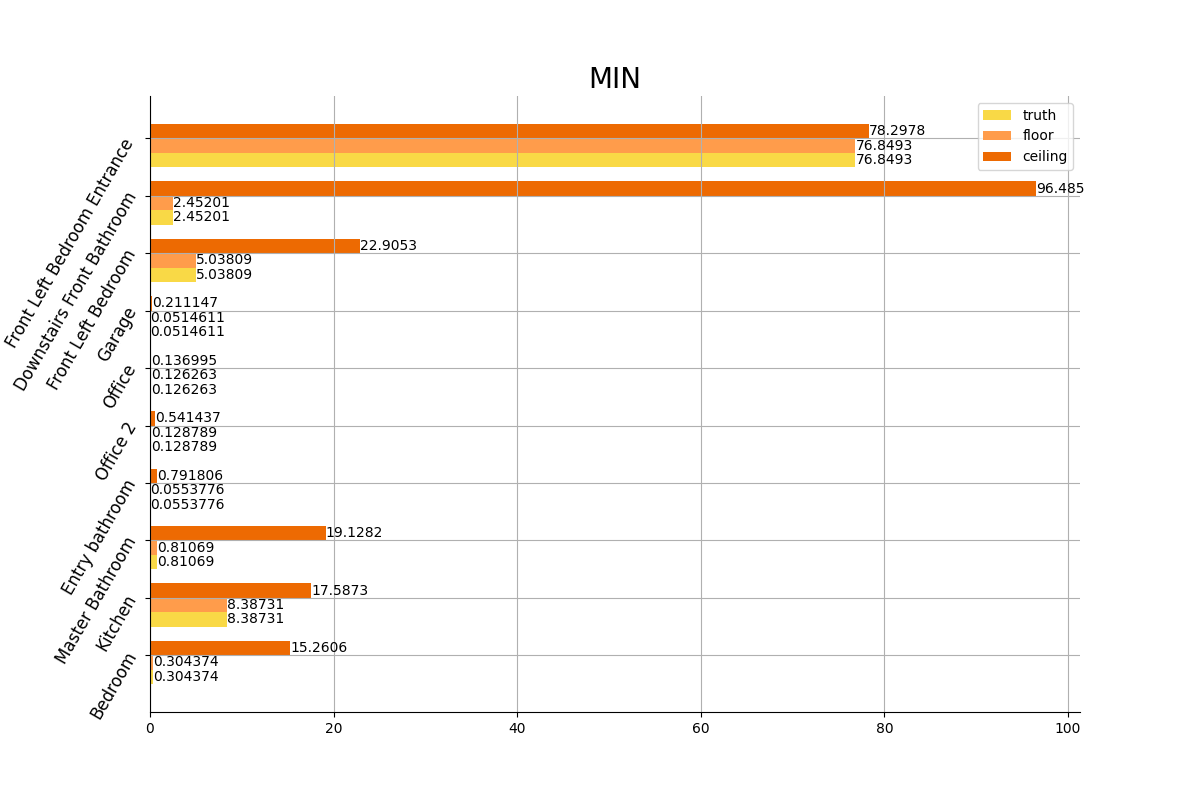 MIN
truth
floor
ceiling
Front Left Bedroom Entrance
78.2978
76.8493
76.8493
Downstairs Front Bathroom
96.485
2.45201
2.45201
Front Left Bedroom
22.9053
5.03809
5.03809
Garage
0.211147
0.0514611
0.0514611
Office
0.136995
0.126263
0.126263
Office 2
0.541437
0.128789
0.128789
Entry bathroom
0.791806
0.0553776
0.0553776
Master Bathroom
19.1282
0.81069
0.81069
Kitchen
17.5873
8.38731
8.38731
Bedroom
15.2606
0.304374
0.304374
0 20 40 60 80 100